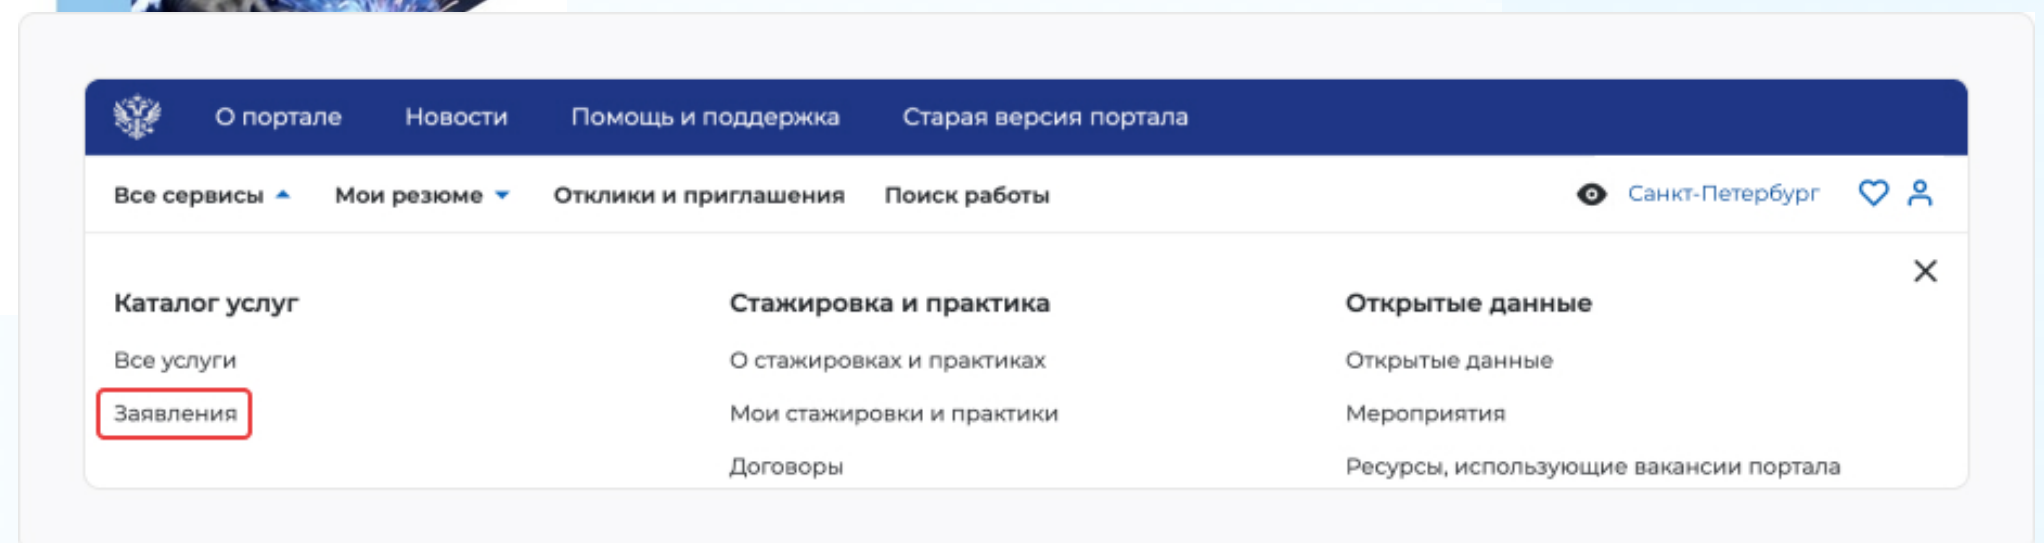 О портале Новости Помощь и поддержка Старая версия портала
Все сервисы Мои резюме Отклики и приглашения Поиск работы Санкт-Петербург
Каталог услуг Стажировка и практика Открытые данные
Все услуги О стажировках и практиках Открытые данные
Заявления Мои стажировки и практики Мероприятия
Договоры Ресурсы, использующие вакансии портала